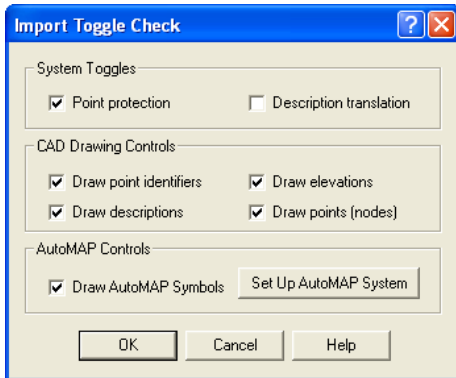 Import Toggle Check
System Toggles
Point protection Description translation
CAD Drawing Controls
Draw point identifiers Draw elevations
Draw descriptions Draw points (nodes)
AutoMAP Controls
Draw AutoMAP Symbols Set Up AutoMAP System
OK Cancel Help